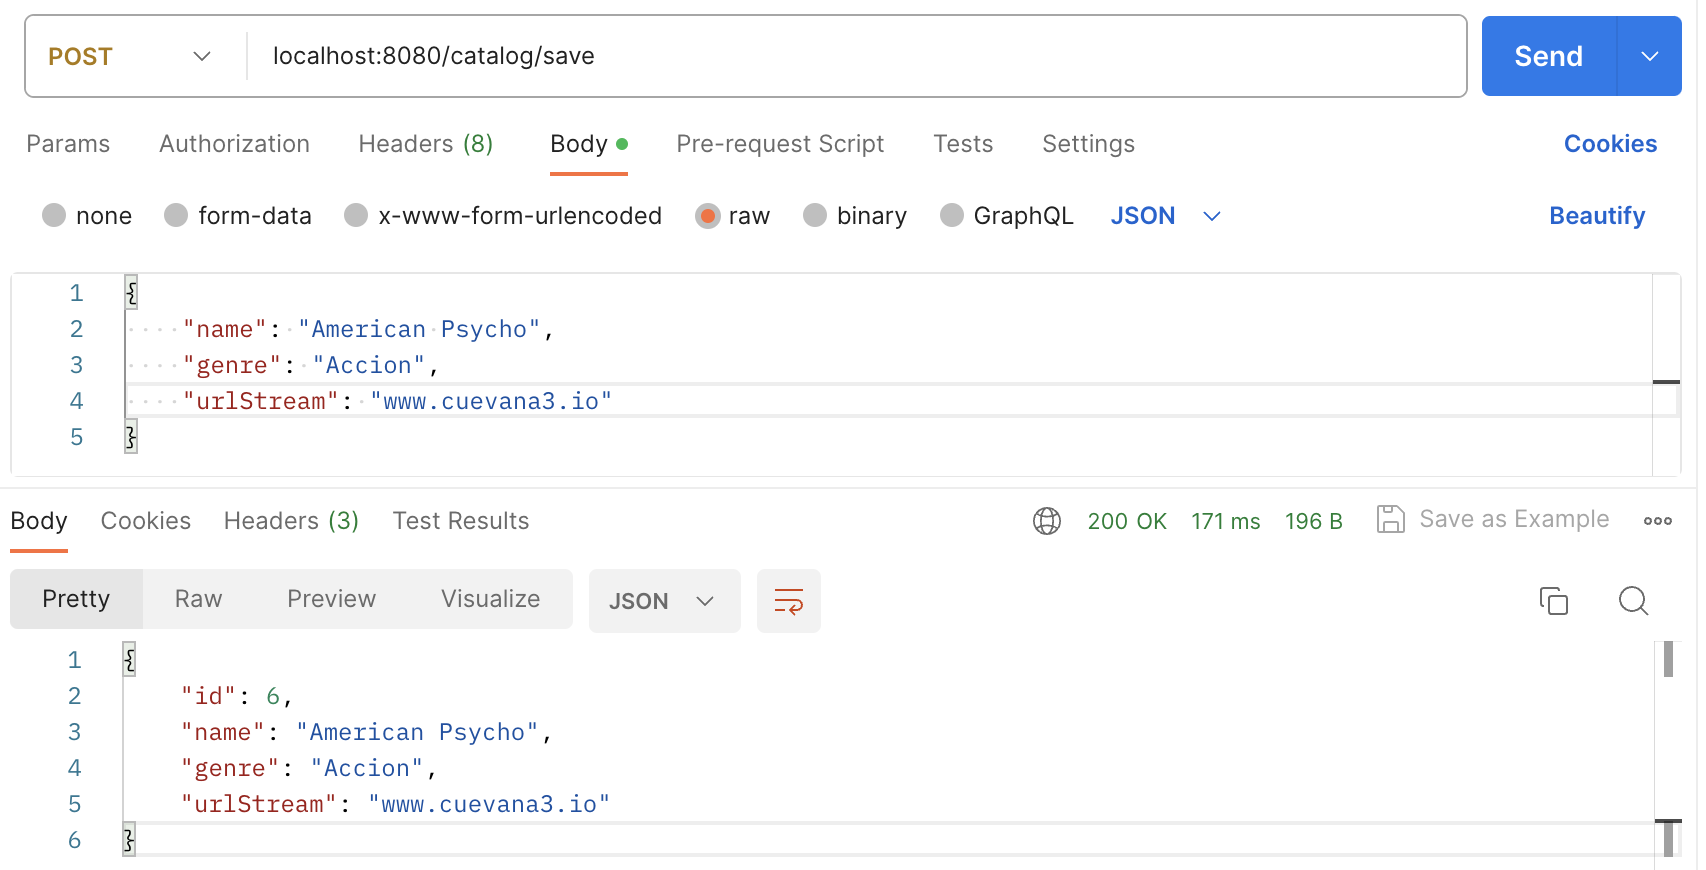 POST localhost:8080/catalog/save Send
Params Authorization Headers (8) Body Pre-request Script Tests Settings Cookies
none form-data x-www-form-urlencoded raw binary GraphQL JSON Beautify
1 {
2 "name": "American Psycho",
3 "genre": "Accion",
4 "urlStream": "www.cuevana3.io"
5 }
Body Cookies Headers (3) Test Results 200 OK 171 ms 196 B Save as Example
Pretty Raw Preview Visualize JSON
1 {
2 "id": 6,
3 "name": "American Psycho",
4 "genre": "Accion",
5 "urlStream": "www.cuevana3.io"
6 }